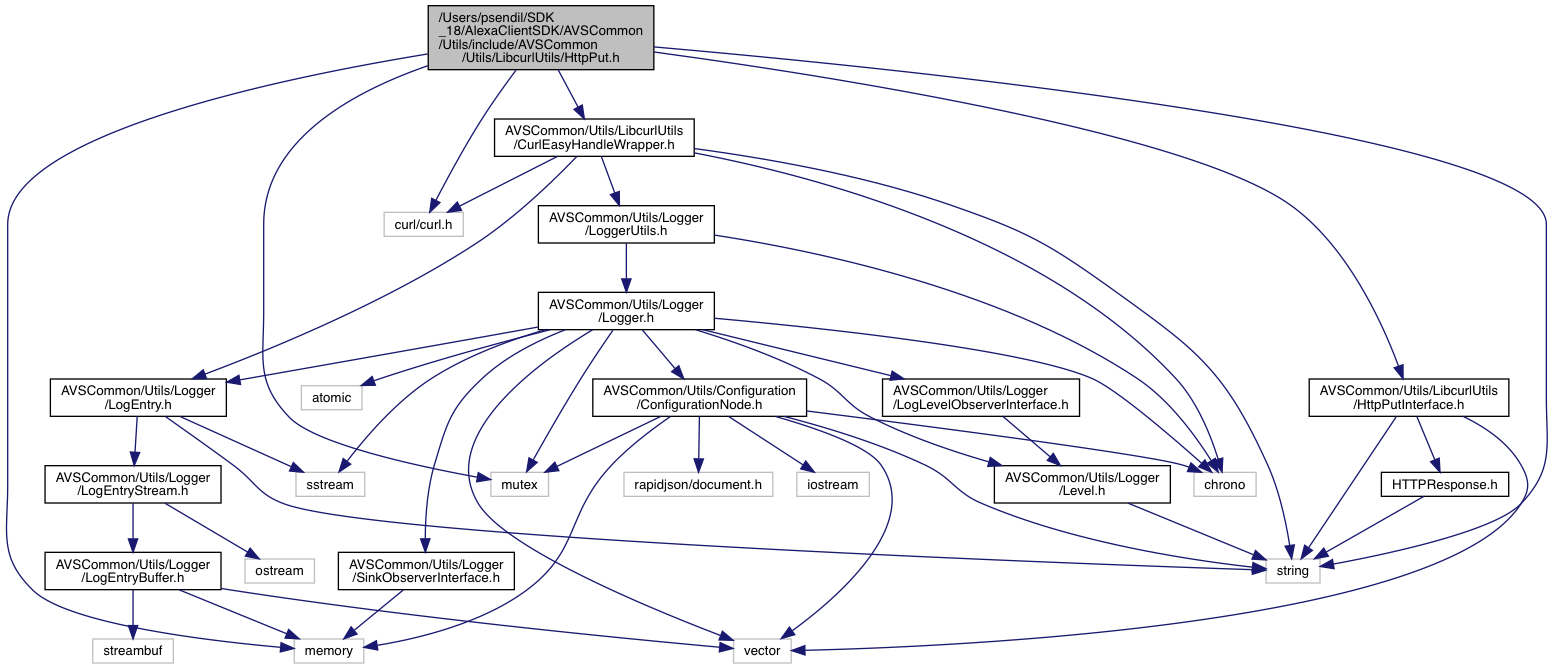 /Users/psendil/SDK
_18/AlexaClientSDK/AVSCommon
/Utils/include/AVSCommon
/Utils/LibcurlUtils/HttpPut.h
AVSCommon/Utils/LibcurlUtils
/CurlEasyHandleWrapper.h
curl/curl.h
AVSCommon/Utils/Logger
/LoggerUtils.h
AVSCommon/Utils/Logger
/Logger.h
AVSCommon/Utils/Logger
/LogEntry.h
atomic
AVSCommon/Utils/Configuration
/ConfigurationNode.h
AVSCommon/Utils/Logger
/LogLevelObserverInterface.h
AVSCommon/Utils/LibcurlUtils
/HttpPutInterface.h
AVSCommon/Utils/Logger
/LogEntryStream.h
sstream
mutex
rapidjson/document.h
iostream
AVSCommon/Utils/Logger
/Level.h
chrono
HTTPResponse.h
AVSCommon/Utils/Logger
/LogEntryBuffer.h
ostream
AVSCommon/Utils/Logger
/SinkObserverInterface.h
string
streambuf
memory
vector